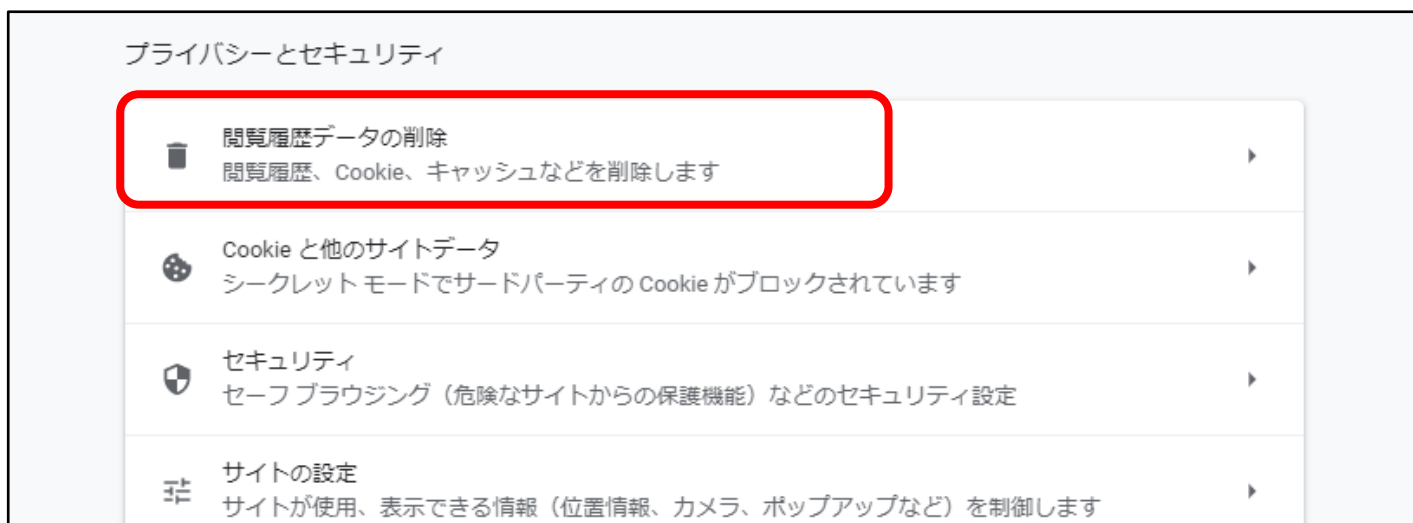 プライバシーとセキュリティ
閲覧履歴データの削除
閲覧履歴、Cookie、キャッシュなどを削除します
Cookie と他のサイトデータ
シークレット モードでサードパーティの Cookie がブロックされています
セキュリティ
セーフ ブラウジング（危険なサイトからの保護機能）などのセキュリティ設定
サイトの設定
サイトが使用、表示できる情報（位置情報、カメラ、ポップアップなど）を制御します